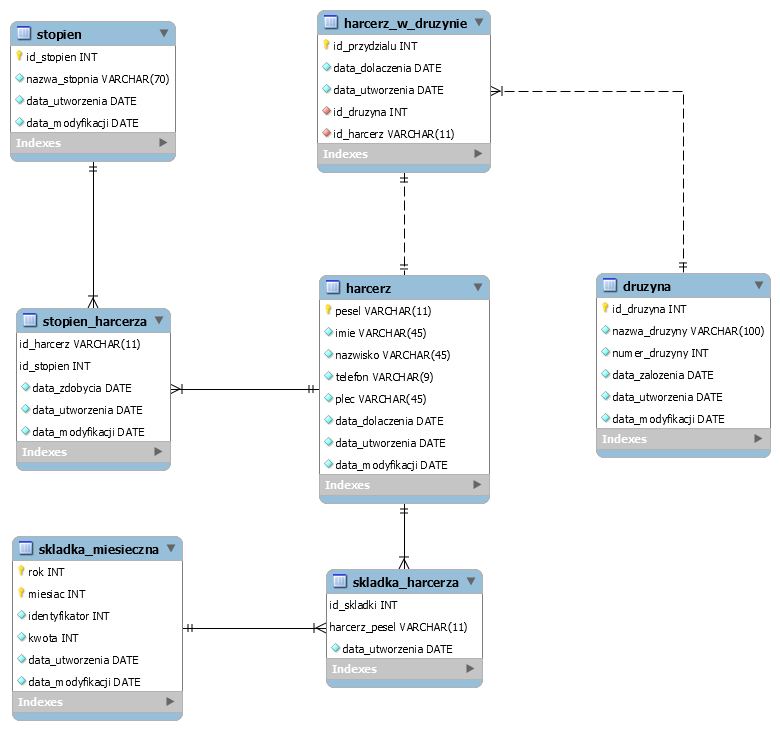 stopien
id_stopien INT
nazwa_stopnia VARCHAR(70)
data_utworzenia DATE
data_modyfikacji DATE
Indexes
harcerz_w_druzynie
id_przydzialu INT
data_dolaczenia DATE
data_utworzenia DATE
id_druzyna INT
id_harcerz VARCHAR(11)
Indexes
stopien_harcerza
id_harcerz VARCHAR(11)
id_stopien INT
data_zdobycia DATE
data_utworzenia DATE
data_modyfikacji DATE
Indexes
harcerz
pesel VARCHAR(11)
imie VARCHAR(45)
nazwisko VARCHAR(45)
telefon VARCHAR(9)
plec VARCHAR(45)
data_dolaczenia DATE
data_utworzenia DATE
data_modyfikacji DATE
Indexes
druzyna
id_druzyna INT
nazwa_druzyny VARCHAR(100)
numer_druzyny INT
data_zalozenia DATE
data_utworzenia DATE
data_modyfikacji DATE
Indexes
skladka_miesieczna
rok INT
miesiac INT
identyfikator INT
kwota INT
data_utworzenia DATE
data_modyfikacji DATE
Indexes
skladka_harcerza
id_skladki INT
harcerz_pesel VARCHAR(11)
data_utworzenia DATE
Indexes